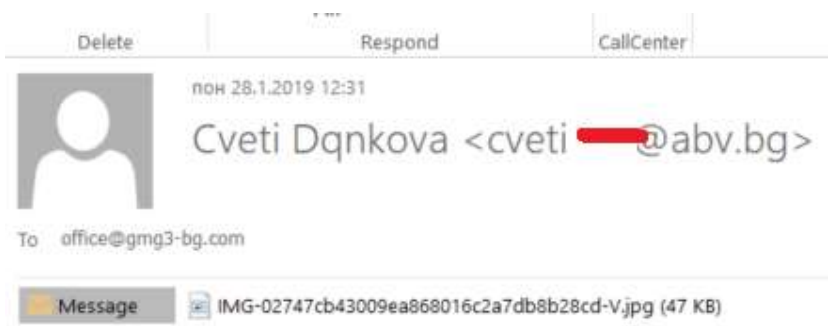 Delete Respond CallCenter
пон 28.1.2019 12:31
Cveti Dqnkova <cveti @abv.bg>
To office@gmg3-bg.com
Message IMG-02747cb43009ea868016c2a7db8b28cd-V.jpg (47 KB)